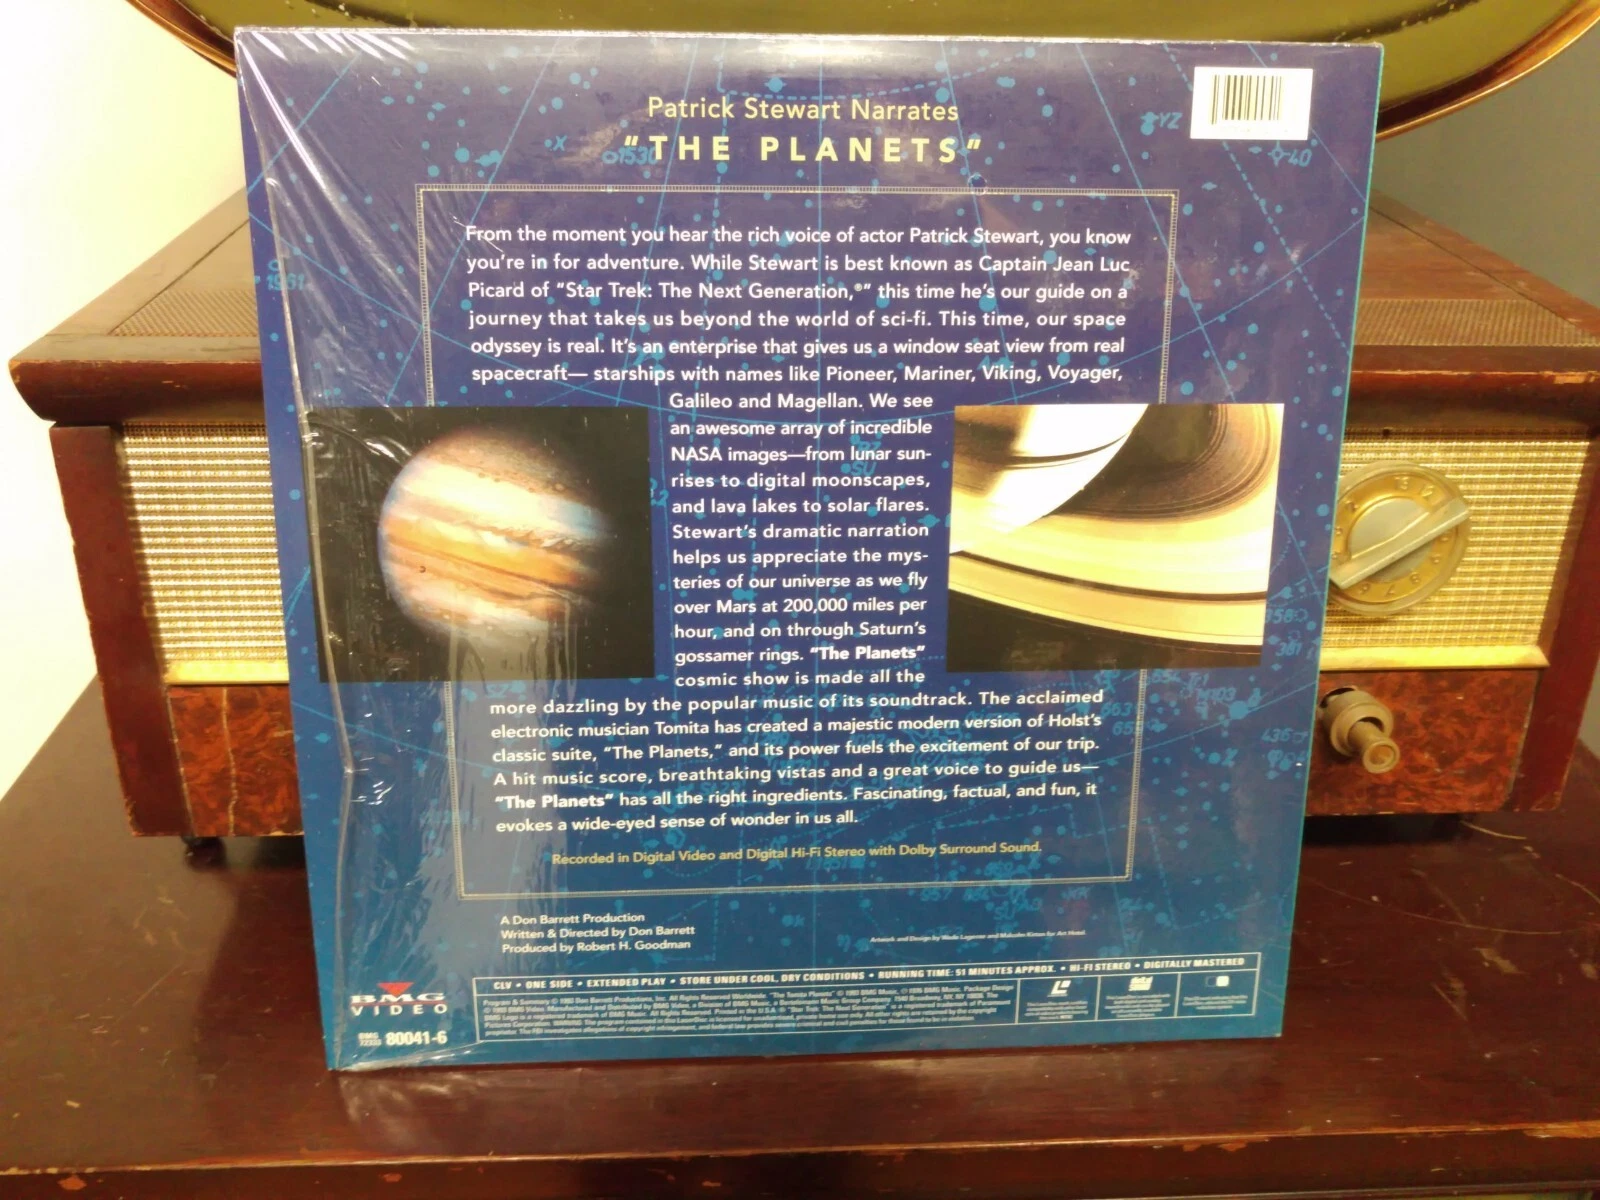 Patrick Stewart Narrates
"THE PLANETS"
From the moment you hear the rich voice of actor Patrick Stewart, you know
you're in for adventure. While Stewart is best known as Captain Jean Luc
Picard of "Star Trek: The Next Generation,®" this time he's our guide on a
journey that takes us beyond the world of sci-fi. This time, our space
odyssey is real. It's an enterprise that gives us a window seat view from real
spacecraft— starships with names like Pioneer, Mariner, Viking, Voyager,
Galileo and Magellan. We see
an awesome array of incredible
NASA images—from lunar sun-
rises to digital moonscapes,
and lava lakes to solar flares.
Stewart's dramatic narration
helps us appreciate the mys-
teries of our universe as we fly
over Mars at 200,000 miles per
hour, and on through Saturn's
gossamer rings. "The Planets"
cosmic show is made all the
more dazzling by the popular music of its soundtrack. The acclaimed
electronic musician Tomita has created a majestic modern version of Holst's
classic suite, "The Planets," and its power fuels the excitement of our trip.
A hit music score, breathtaking vistas and a great voice to guide us—
"The Planets" has all the right ingredients. Fascinating, factual, and fun, it
evokes a wide-eyed sense of wonder in us all.
Recorded in Digital Video and Digital Hi-Fi Stereo with Dolby Surround Sound.
A Don Barrett Production
Written & Directed by Don Barrett
Produced by Robert H. Goodman
CLV • ONE SIDE • EXTENDED PLAY • STORE UNDER COOL, DRY CONDITIONS • RUNNING TIME: 51 MINUTES APPROX. • HI-FI STEREO • DIGITALLY MASTERED
BMG
VIDEO
80041-6